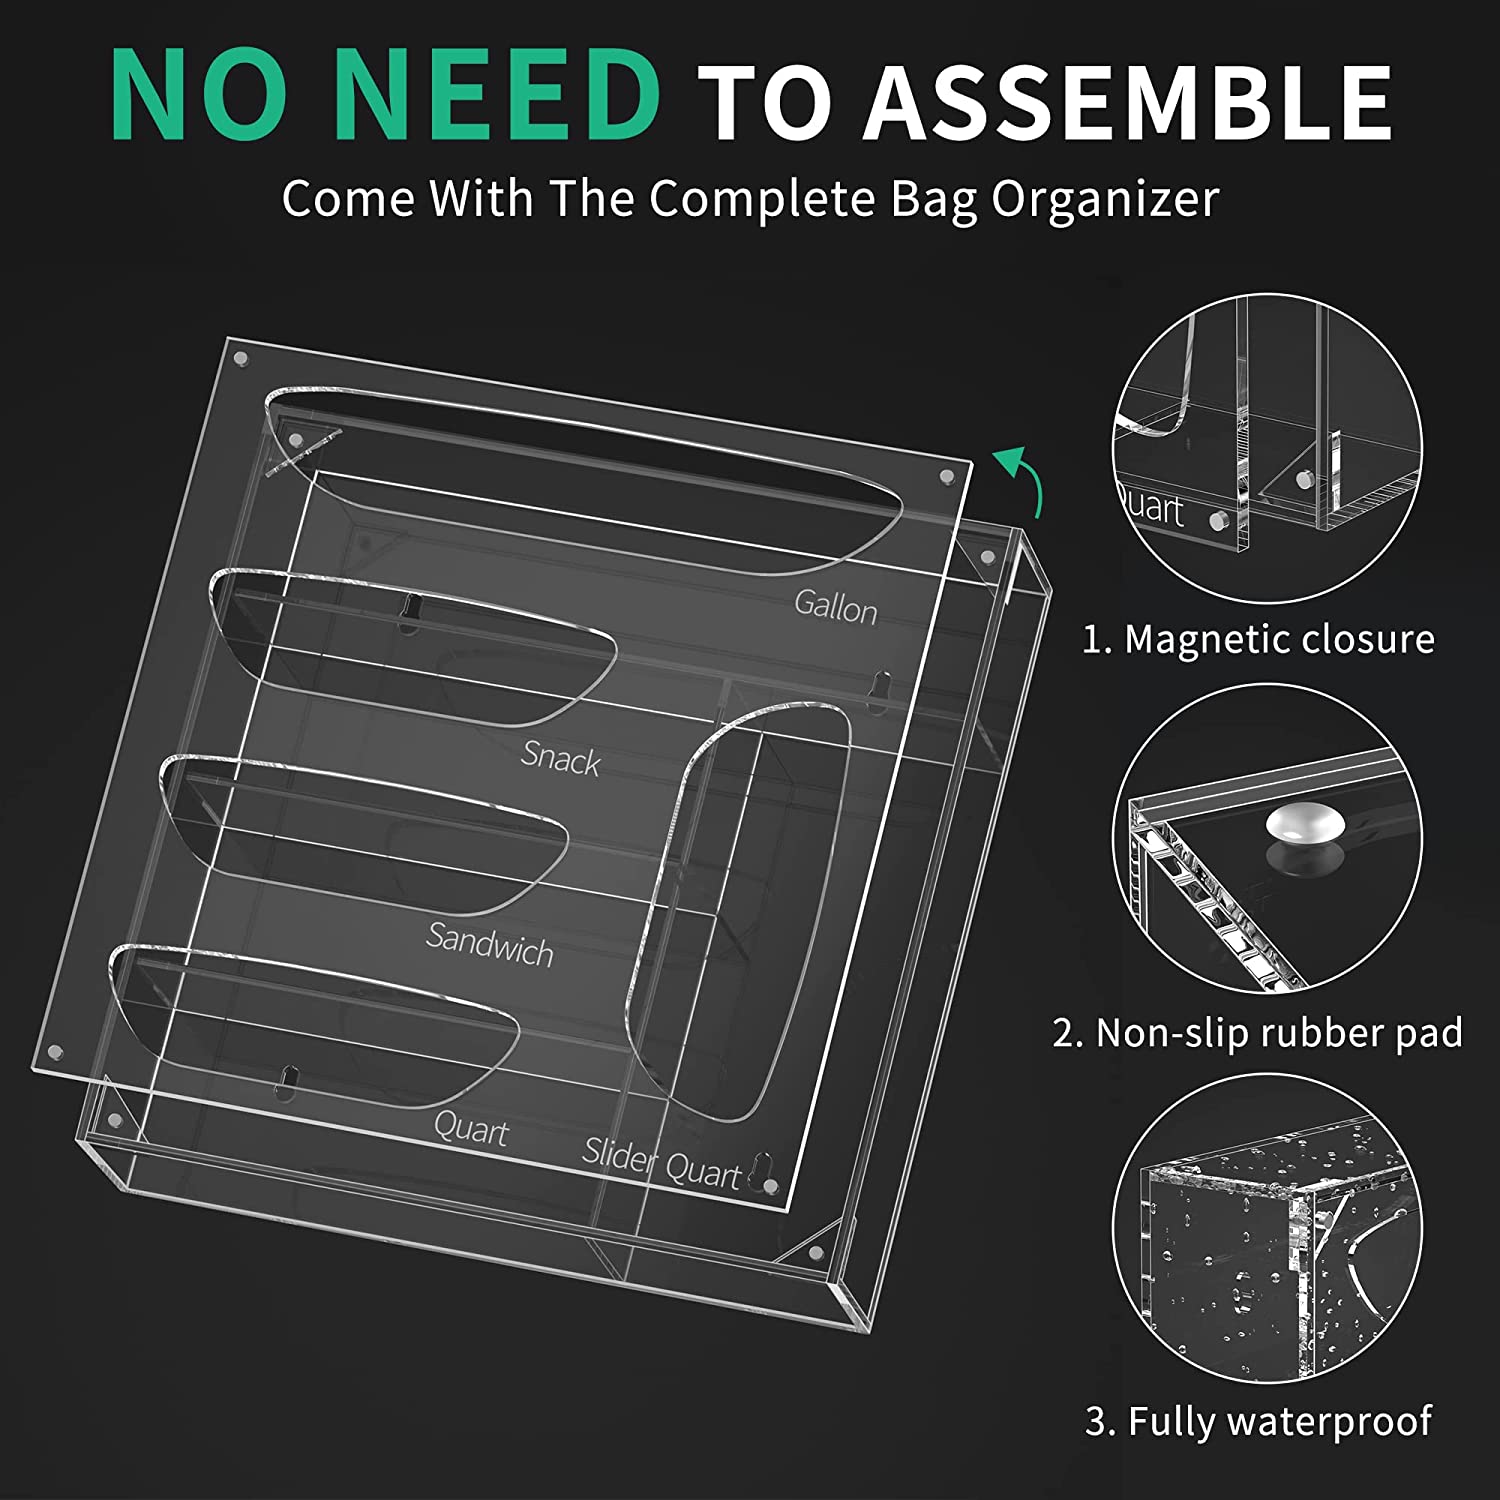 NO NEED TO ASSEMBLE
Come With The Complete Bag Organizer
Gallon
Snack
Sandwich
Quart
Slider Quart
Quart
1. Magnetic closure
2. Non-slip rubber pad
3. Fully waterproof